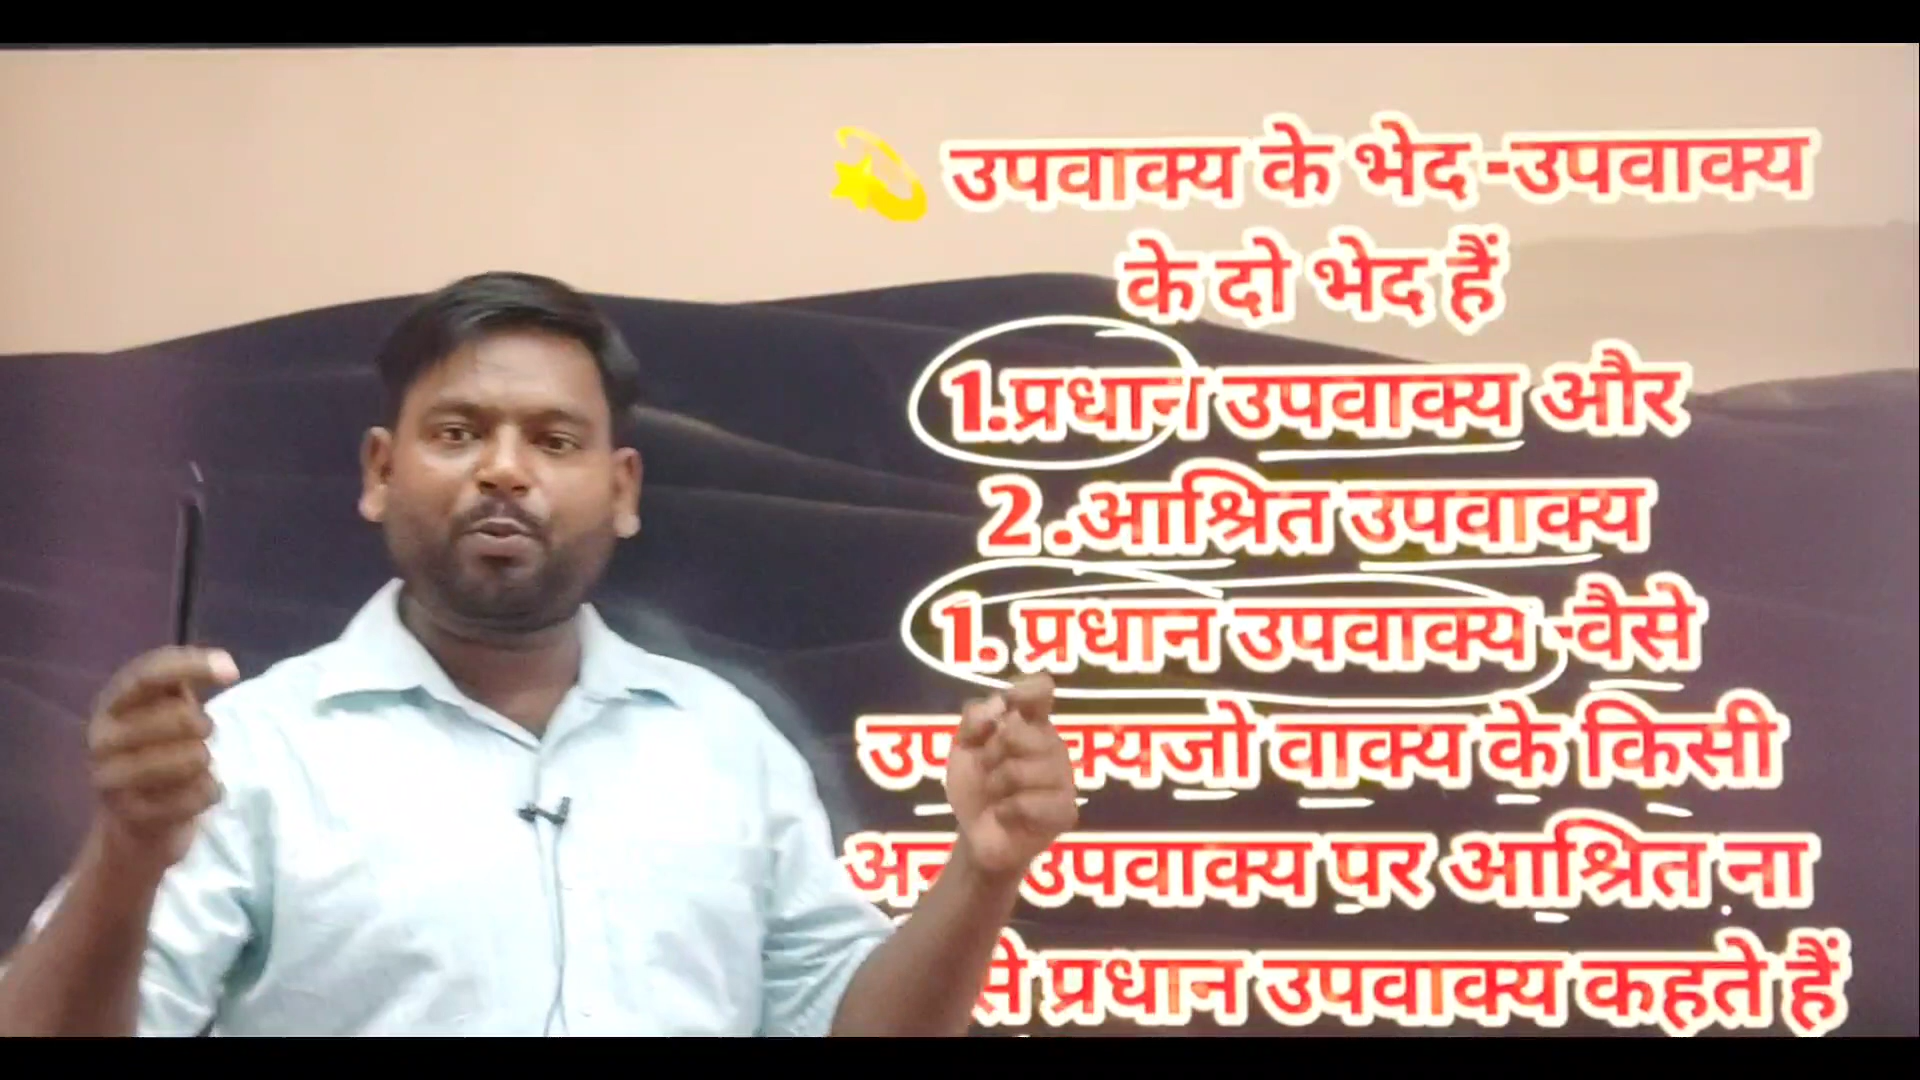 उपवाक्य के भेद -उपवाक्य
के दो भेद हैं
1.प्रधान उपवाक्य और
2.आश्रित उपवाक्य
1. प्रधान उपवाक्य -वैसे
जो वाक्य के किसी
उपवाक्य पर आश्रित ना
प्रधान उपवाक्य कहते हैं